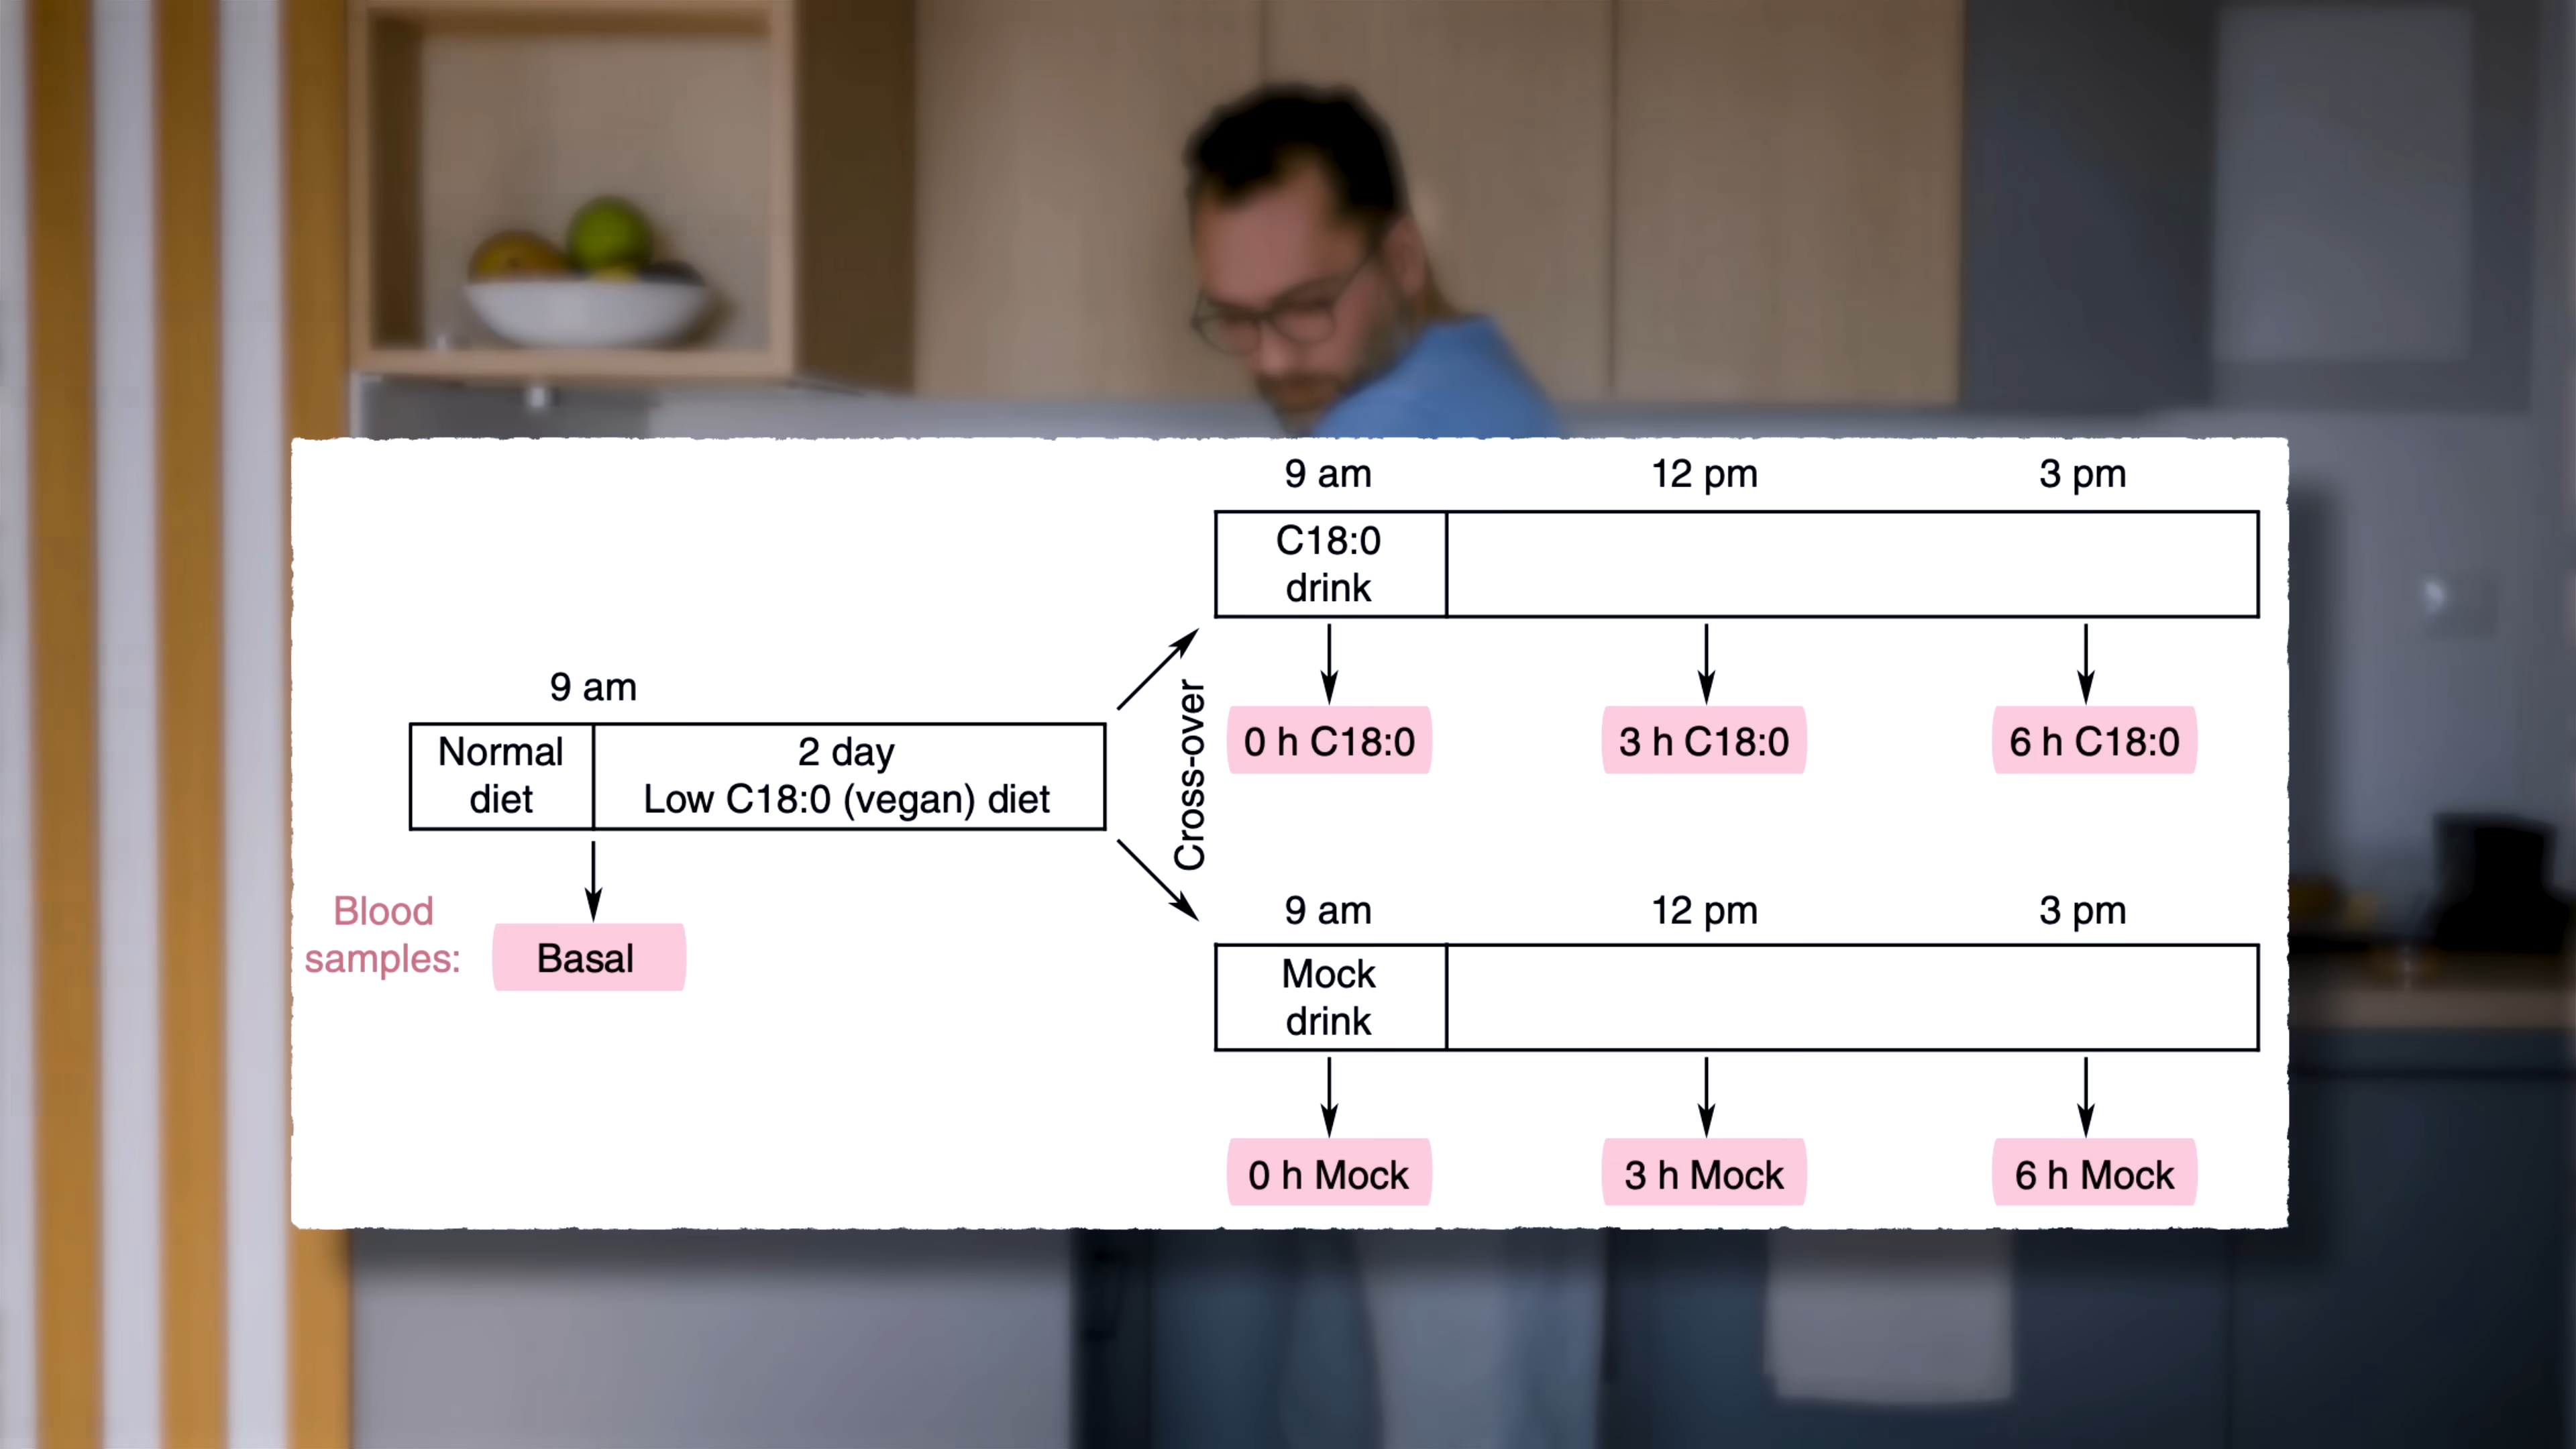 9 am 12 pm 3 pm
C18:0
drink
0 h C18:0 3 h C18:0 6 h C18:0
9 am
Normal
diet
2 day
Low C18:0 (vegan) diet
Cross-over
Blood
samples:
Basal
9 am 12 pm 3 pm
Mock
drink
0 h Mock 3 h Mock 6 h Mock